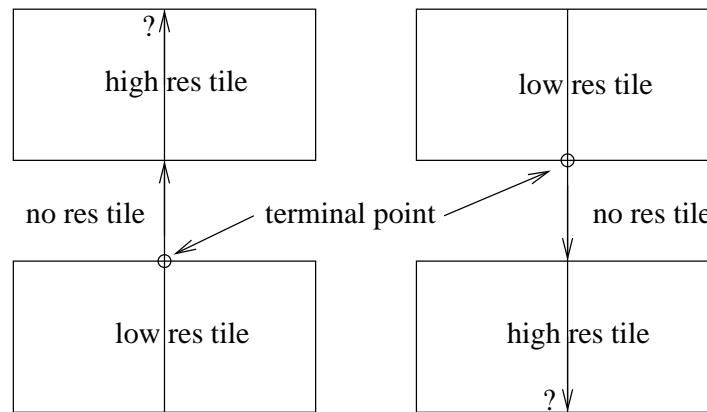 ?
high res tile
low res tile
no res tile
terminal point
no res tile
low res tile
high res tile
?